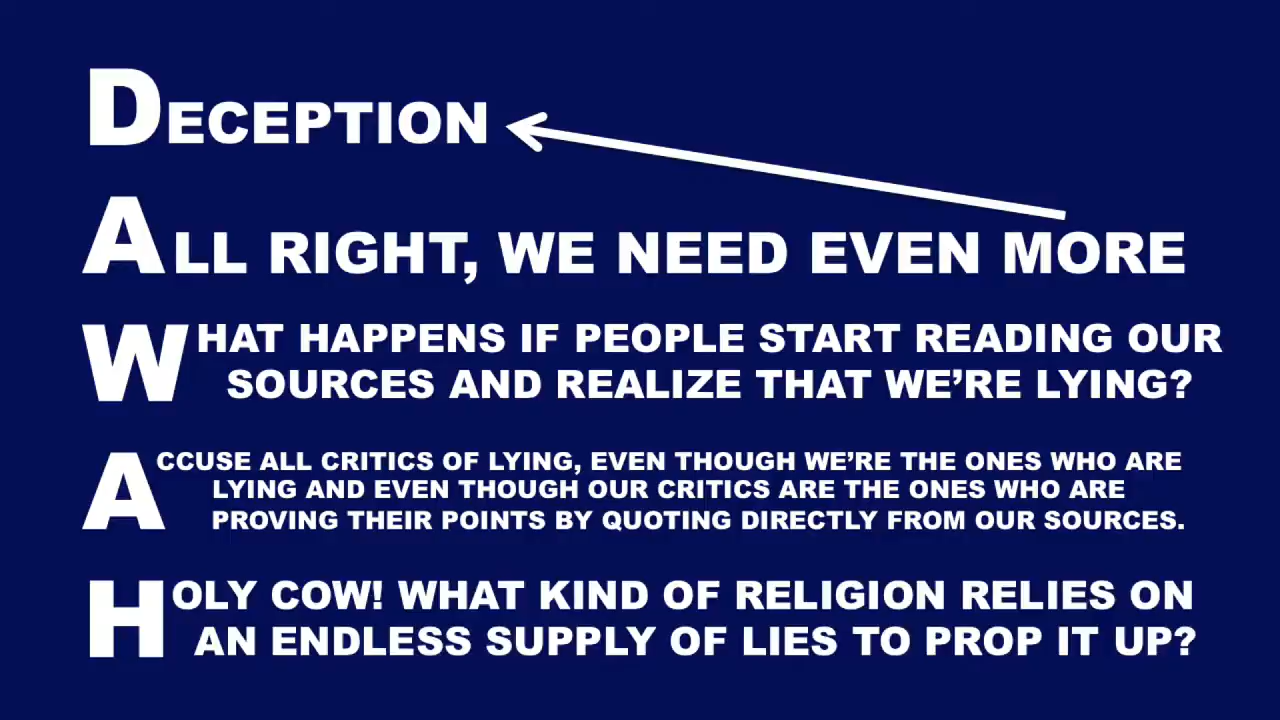 DECEPTION
ALL RIGHT, WE NEED EVEN MORE
WHAT HAPPENS IF PEOPLE START READING OUR
SOURCES AND REALIZE THAT WE’RE LYING?
ACCUSE ALL CRITICS OF LYING, EVEN THOUGH WE’RE THE ONES WHO ARE
LYING AND EVEN THOUGH OUR CRITICS ARE THE ONES WHO ARE
PROVING THEIR POINTS BY QUOTING DIRECTLY FROM OUR SOURCES.
HOLY COW! WHAT KIND OF RELIGION RELIES ON
AN ENDLESS SUPPLY OF LIES TO PROP IT UP?